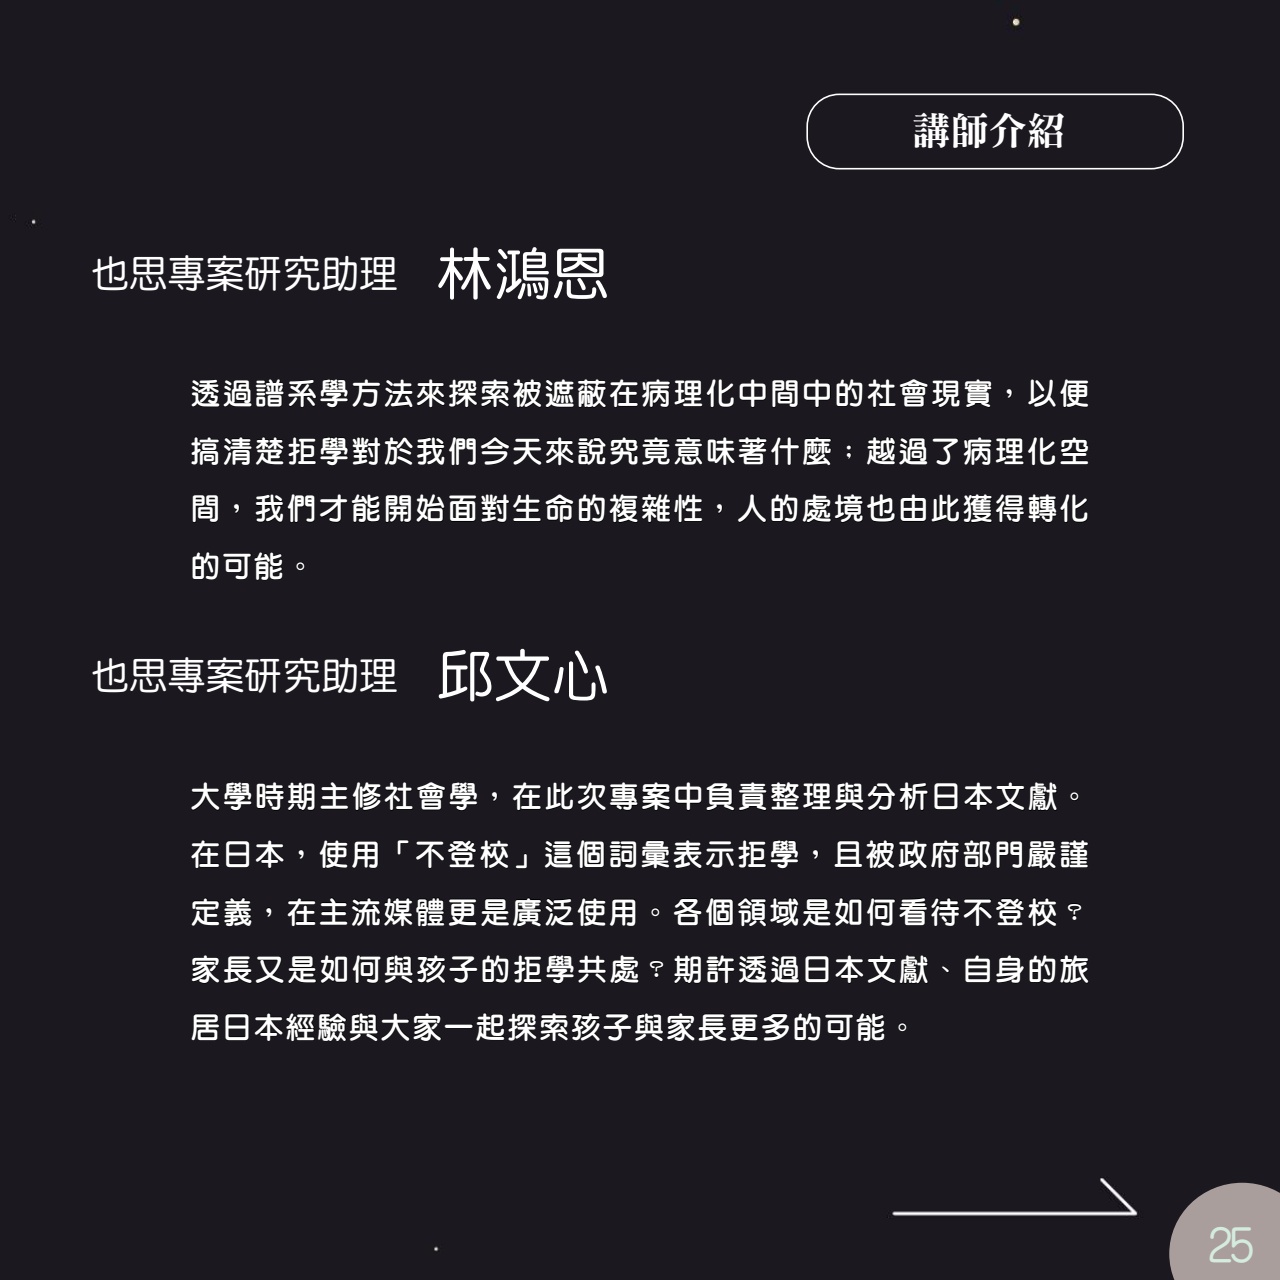 講師介紹
也思專案研究助理 林鴻恩
透過譜系學方法來探索被遮蔽在病理化中間中的社會現實，以便
搞清楚拒學對於我們今天來說究竟意味著什麼；越過了病理化空
間，我們才能開始面對生命的複雜性，人的處境也由此獲得轉化
的可能。
也思專案研究助理 邱文心
大學時期主修社會學，在此次專案中負責整理與分析日本文獻。
在日本，使用「不登校」這個詞彙表示拒學，且被政府部門嚴謹
定義，在主流媒體更是廣泛使用。各個領域是如何看待不登校？
家長又是如何與孩子的拒學共處？期許透過日本文獻、自身的旅
居日本經驗與大家一起探索孩子與家長更多的可能。
25